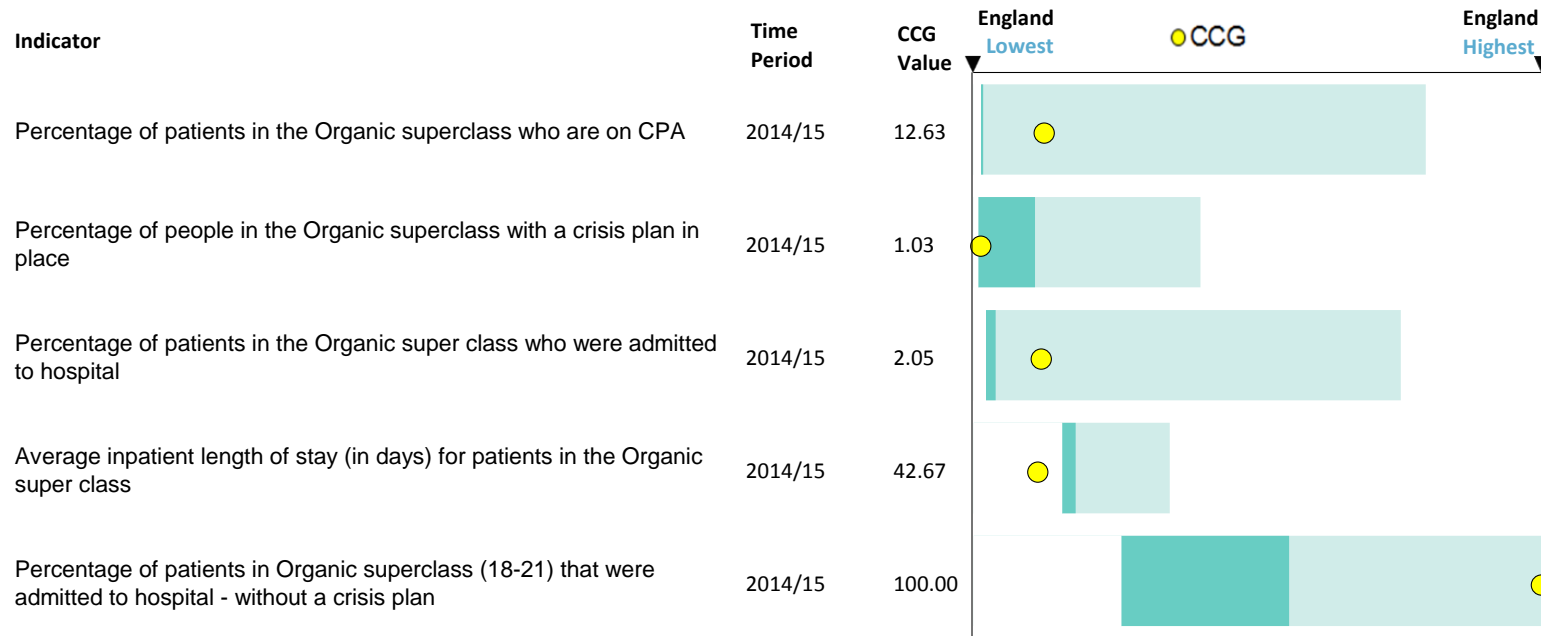 Indicator
Time
Period
CCG
Value
England
Lowest
CCG
England
Highest
Percentage of patients in the Organic superclass who are on CPA
2014/15
12.63
Percentage of people in the Organic superclass with a crisis plan in
place
2014/15
1.03
Percentage of patients in the Organic super class who were admitted
to hospital
2014/15
2.05
Average inpatient length of stay (in days) for patients in the Organic
super class
2014/15
42.67
Percentage of patients in Organic superclass (18-21) that were
admitted to hospital - without a crisis plan
2014/15
100.00